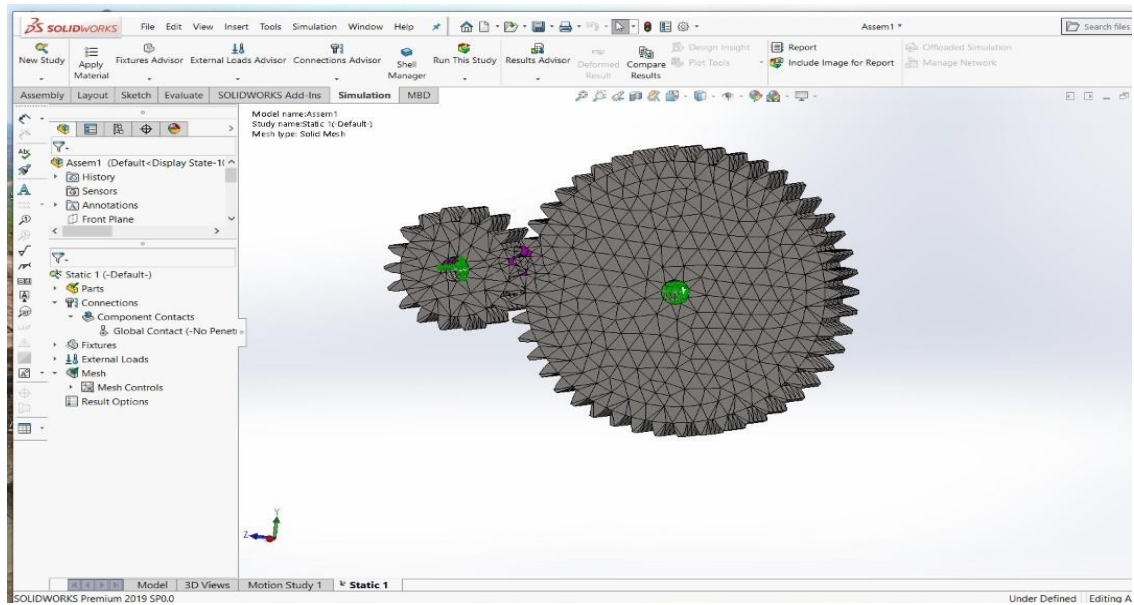 SOLIDWORKS File Edit View Insert Tools Simulation Window Help Assem1 * Search files
New Study Apply Material Fixtures Advisor External Loads Advisor Connections Advisor Shell Manager Run This Study Results Advisor Deformed Result Compare Results Design Insight Plot Tools Report Include Image for Report Offloaded Simulation Manage Network
Assembly Layout Sketch Evaluate SOLIDWORKS Add-Ins Simulation MBD
Model name:Assem1
Study name:Static 1(-Default-)
Mesh type: Solid Mesh
Assem1 (Default<Display State-1(
History
Sensors
Annotations
Front Plane
Static 1 (-Default-)
Parts
Connections
Component Contacts
Global Contact (-No Penet
Fixtures
External Loads
Mesh
Mesh Controls
Result Options
Y
Z
Model 3D Views Motion Study 1 Static 1
SOLIDWORKS Premium 2019 SP0.0 Under Defined Editing A